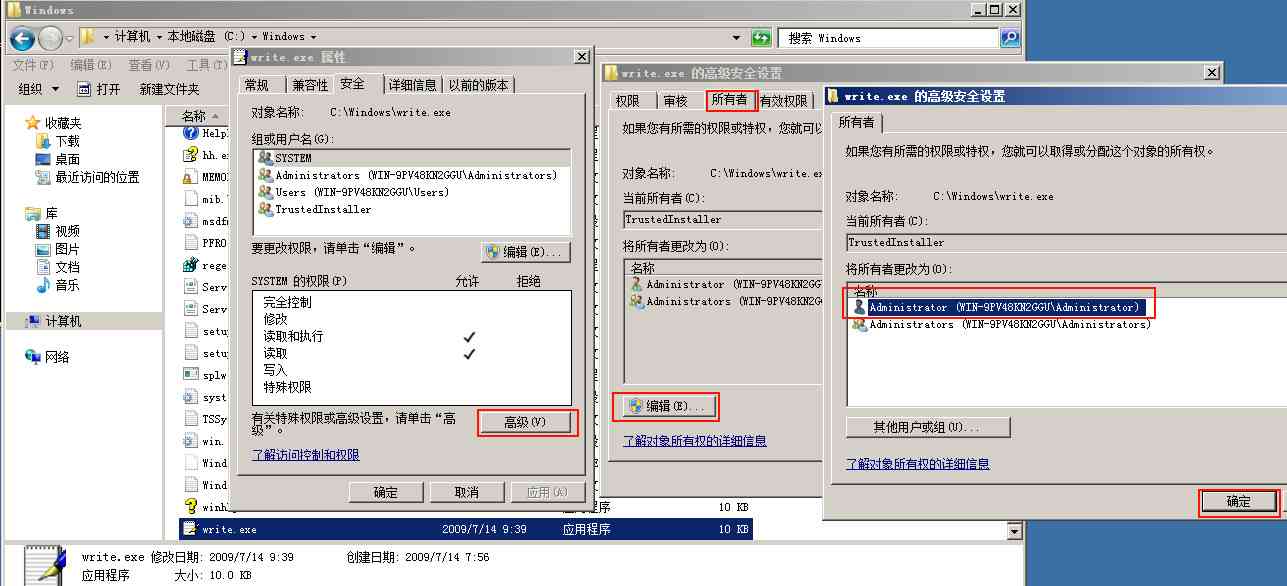 Windows
计算机 本地磁盘 (C:) Windows
搜索 Windows
文件(F) 编辑(E) 查看(V) 工具(T)
组织 打开 新建文件夹
收藏夹
下载
桌面
最近访问的位置
库
视频
图片
文档
音乐
计算机
网络
名称
Help
hh.e
MEMO
mib.
msdf
PFRO
rege
Serv
Serv
setu
setu
splw
syst
TSSy
win.
Wind
Wind
winh
应用程序 10 KB
write.exe 2009/7/14 9:39 应用程序 10 KB
write.exe 修改日期: 2009/7/14 9:39 创建日期: 2009/7/14 7:56
应用程序 大小: 10.0 KB
write.exe 属性
常规 兼容性 安全 详细信息 以前的版本
对象名称: C:\Windows\write.exe
组或用户名(G):
SYSTEM
Administrators (WIN-9PV48KN2GGU\Administrators)
Users (WIN-9PV48KN2GGU\Users)
TrustedInstaller
要更改权限，请单击“编辑”。
编辑(E)...
SYSTEM 的权限(P) 允许 拒绝
完全控制
修改
读取和执行
读取
写入
特殊权限
有关特殊权限或高级设置，请单击“高
级”。
高级(V)
了解访问控制和权限
确定 取消 应用(A)
write.exe 的高级安全设置
权限 审核 所有者 有效权限
如果您有所需的权限或特权，您就可以
对象名称: C:\Windows\write.ex
当前所有者(C):
TrustedInstaller
将所有者更改为(O):
名称
Administrator (WIN-9PV48KN2GG
Administrators (WIN-9PV48KN2G
编辑(E)...
了解对象所有权的详细信息
write.exe 的高级安全设置
所有者
如果您有所需的权限或特权，您就可以取得或分配这个对象的所有权。
对象名称: C:\Windows\write.exe
当前所有者(C):
TrustedInstaller
将所有者更改为(O):
名称
Administrator (WIN-9PV48KN2GGU\Administrator)
Administrators (WIN-9PV48KN2GGU\Administrators)
其他用户或组(U)...
了解对象所有权的详细信息
确定